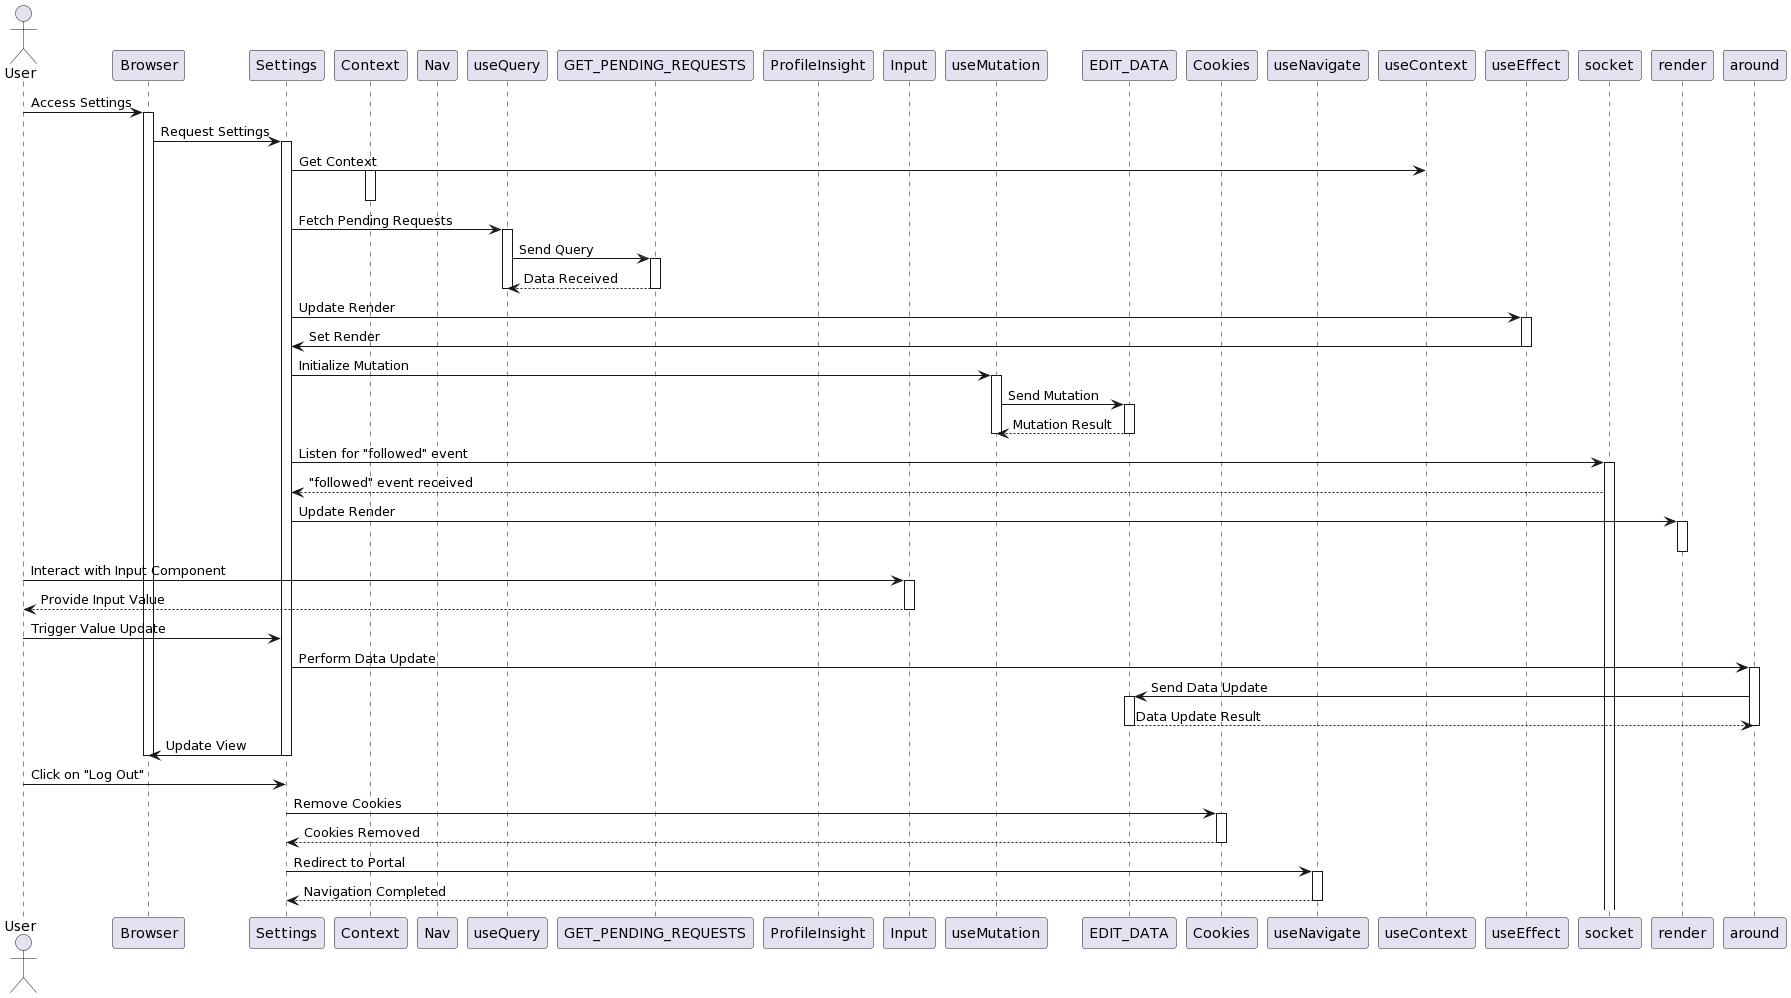 User
Browser
Settings
Context
Nav
useQuery
GET_PENDING_REQUESTS
ProfileInsight
Input
useMutation
EDIT_DATA
Cookies
useNavigate
useContext
useEffect
socket
render
around
Access Settings
Request Settings
Get Context
Fetch Pending Requests
Send Query
Data Received
Update Render
Set Render
Initialize Mutation
Send Mutation
Mutation Result
Listen for "followed" event
"followed" event received
Update Render
Interact with Input Component
Provide Input Value
Trigger Value Update
Perform Data Update
Send Data Update
Data Update Result
Update View
Click on "Log Out"
Remove Cookies
Cookies Removed
Redirect to Portal
Navigation Completed
User
Browser
Settings
Context
Nav
useQuery
GET_PENDING_REQUESTS
ProfileInsight
Input
useMutation
EDIT_DATA
Cookies
useNavigate
useContext
useEffect
socket
render
around